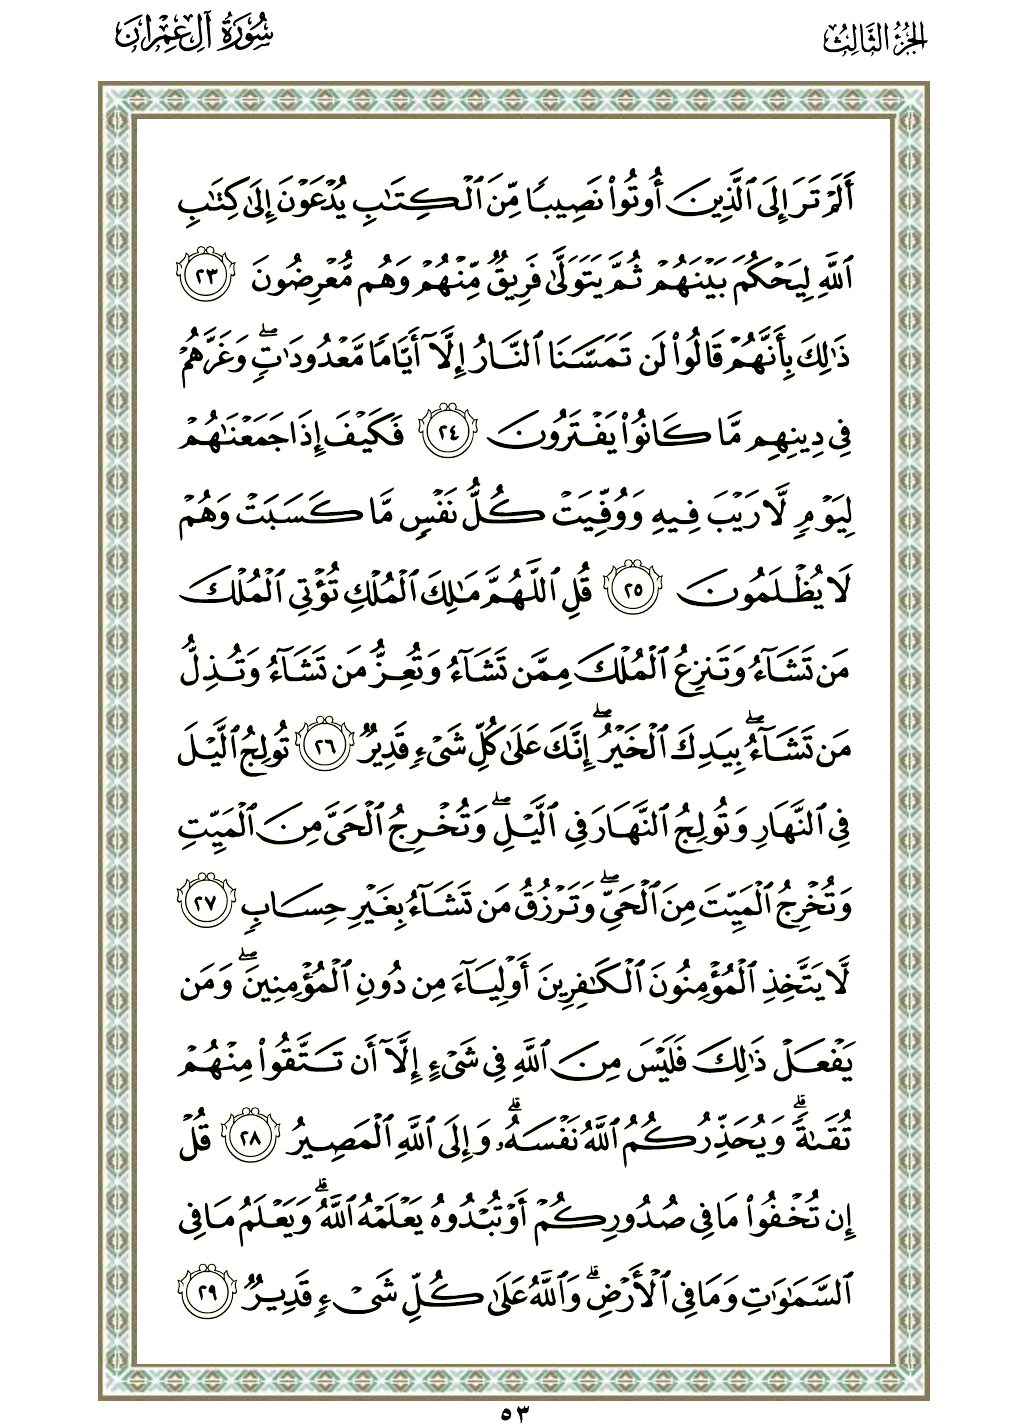 الجزء الثالث
سورة آل عمران
أَلَمْ تَرَ إِلَى ٱلَّذِينَ أُوتُوا۟ نَصِيبًا مِّنَ ٱلْكِتَٰبِ يُدْعَوْنَ إِلَىٰ كِتَٰبِ
ٱللَّهِ لِيَحْكُمَ بَيْنَهُمْ ثُمَّ يَتَوَلَّىٰ فَرِيقٌ مِّنْهُمْ وَهُم مُّعْرِضُونَ ٢٣
ذَٰلِكَ بِأَنَّهُمْ قَالُوا۟ لَن تَمَسَّنَا ٱلنَّارُ إِلَّآ أَيَّامًا مَّعْدُودَٰتٍ ۖ وَغَرَّهُمْ
فِى دِينِهِم مَّا كَانُوا۟ يَفْتَرُونَ ٢٤ فَكَيْفَ إِذَا جَمَعْنَٰهُمْ
لِيَوْمٍ لَّا رَيْبَ فِيهِ وَوُفِّيَتْ كُلُّ نَفْسٍ مَّا كَسَبَتْ وَهُمْ
لَا يُظْلَمُونَ ٢٥ قُلِ ٱللَّهُمَّ مَٰلِكَ ٱلْمُلْكِ تُؤْتِى ٱلْمُلْكَ
مَن تَشَآءُ وَتَنزِعُ ٱلْمُلْكَ مِمَّن تَشَآءُ وَتُعِزُّ مَن تَشَآءُ وَتُذِلُّ
مَن تَشَآءُ ۖ بِيَدِكَ ٱلْخَيْرُ ۖ إِنَّكَ عَلَىٰ كُلِّ شَىْءٍ قَدِيرٌ ٢٦ تُولِجُ ٱلَّيْلَ
فِى ٱلنَّهَارِ وَتُولِجُ ٱلنَّهَارَ فِى ٱلَّيْلِ ۖ وَتُخْرِجُ ٱلْحَىَّ مِنَ ٱلْمَيِّتِ
وَتُخْرِجُ ٱلْمَيِّتَ مِنَ ٱلْحَىِّ ۖ وَتَرْزُقُ مَن تَشَآءُ بِغَيْرِ حِسَابٍ ٢٧
لَّا يَتَّخِذِ ٱلْمُؤْمِنُونَ ٱلْكَٰفِرِينَ أَوْلِيَآءَ مِن دُونِ ٱلْمُؤْمِنِينَ ۖ وَمَن
يَفْعَلْ ذَٰلِكَ فَلَيْسَ مِنَ ٱللَّهِ فِى شَىْءٍ إِلَّآ أَن تَتَّقُوا۟ مِنْهُمْ
تُقَىٰةً ۗ وَيُحَذِّرُكُمُ ٱللَّهُ نَفْسَهُۥ ۗ وَإِلَى ٱللَّهِ ٱلْمَصِيرُ ٢٨ قُلْ
إِن تُخْفُوا۟ مَا فِى صُدُورِكُمْ أَوْ تُبْدُوهُ يَعْلَمْهُ ٱللَّهُ ۗ وَيَعْلَمُ مَا فِى
ٱلسَّمَٰوَٰتِ وَمَا فِى ٱلْأَرْضِ ۗ وَٱللَّهُ عَلَىٰ كُلِّ شَىْءٍ قَدِيرٌ ٢٩
٥٣